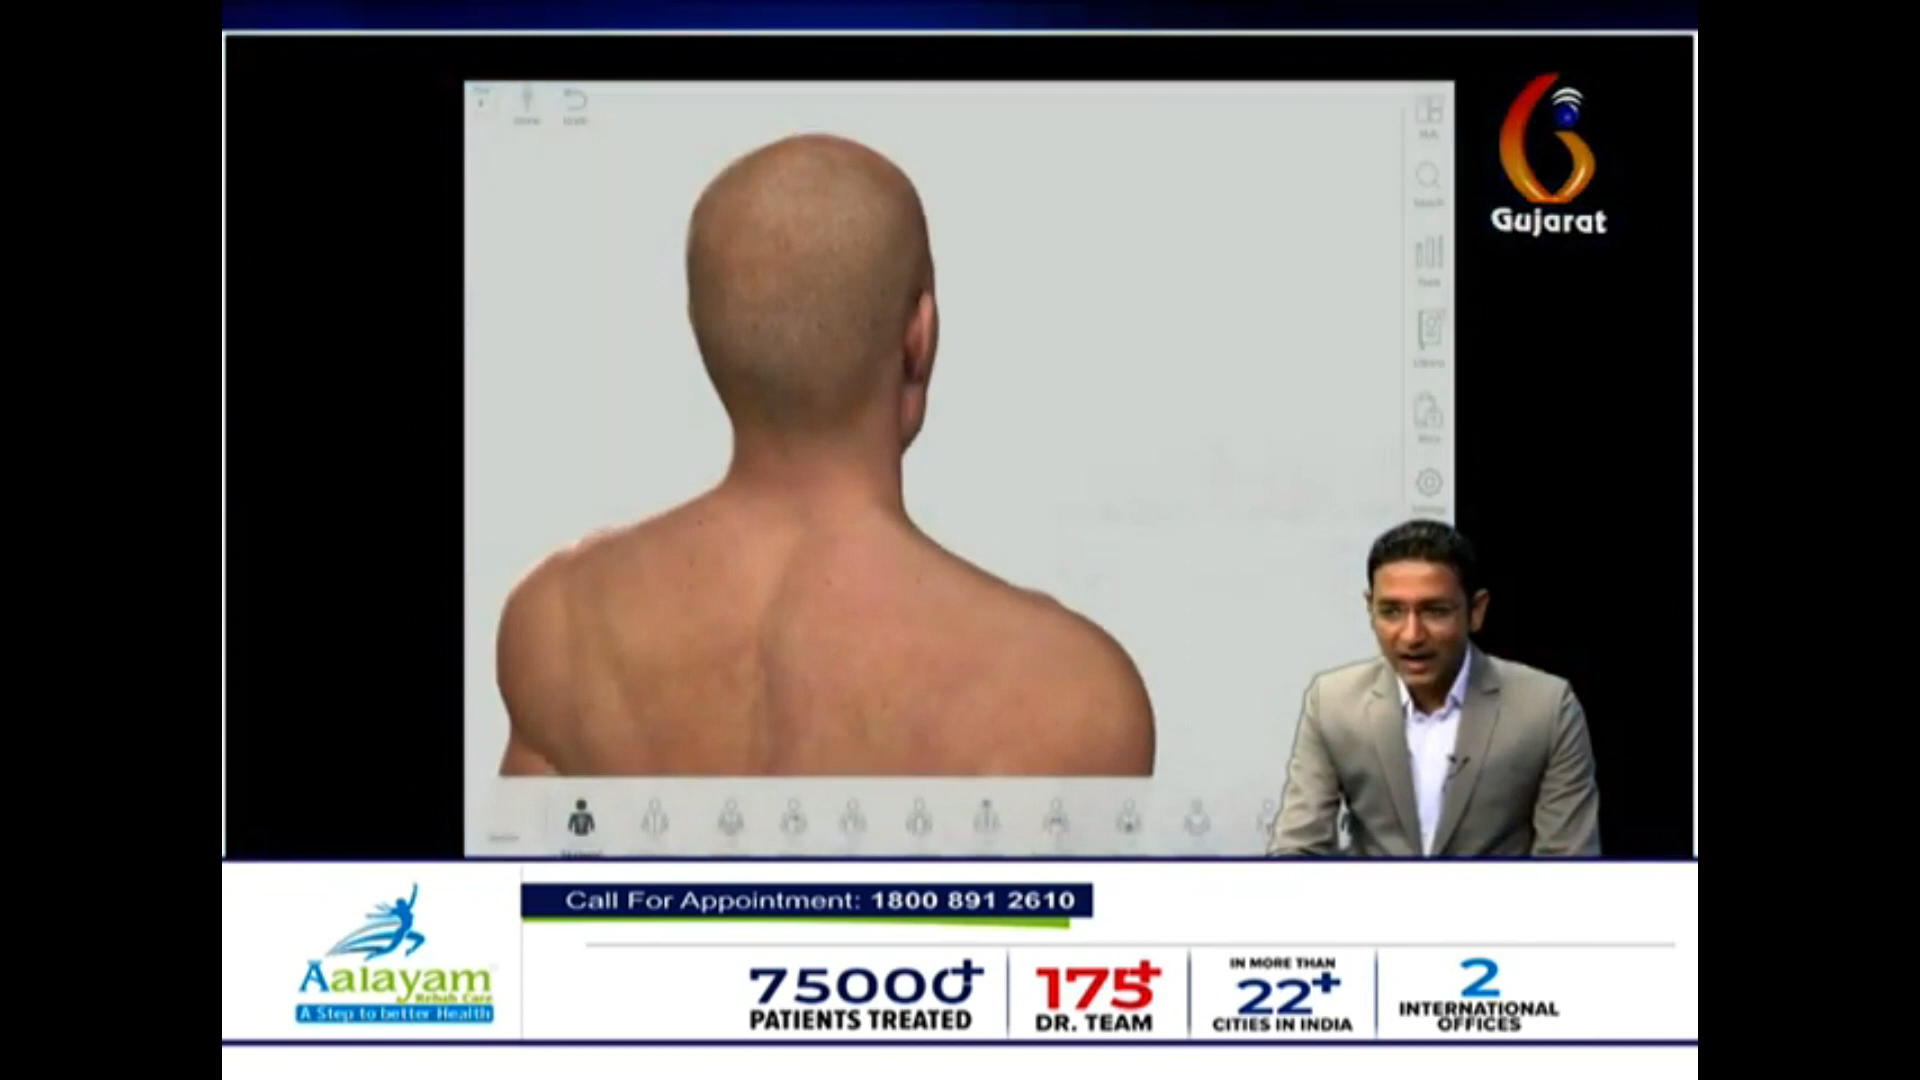 Gujarat
Call For Appointment: 1800 891 2610
Aalayam
Rehab Care
A Step to better Health
75000+
PATIENTS TREATED
175+
DR. TEAM
IN MORE THAN
22+
CITIES IN INDIA
2
INTERNATIONAL
OFFICES